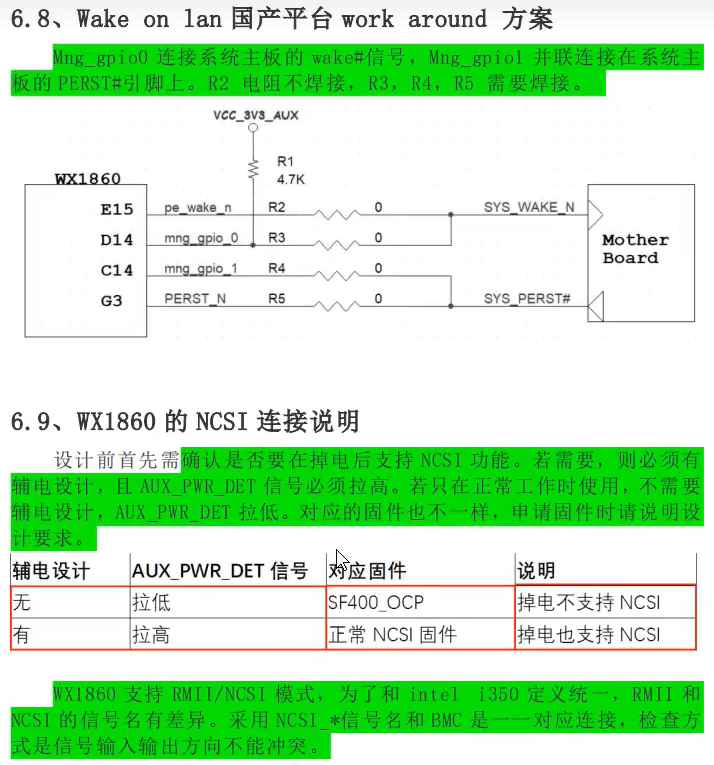 6.8、Wake on lan国产平台work around 方案
Mng_gpio0 连接系统主板的 wake#信号，Mng_gpio1 并联连接在系统主
板的 PERST#引脚上。R2 电阻不焊接，R3，R4，R5 需要焊接。
VCC_3V3_AUX
R1
4.7K
WX1860
E15 pe_wake_n R2 0 SYS_WAKE_N
D14 mng_gpio_0 R3 0
Mother
Board
C14 mng_gpio_1 R4 0
G3 PERST_N R5 0 SYS_PERST#
6.9、WX1860 的 NCSI 连接说明
设计前首先需确认是否要在掉电后支持 NCSI 功能。若需要，则必须有
辅电设计，且 AUX_PWR_DET 信号必须拉高。若只在正常工作时使用，不需要
辅电设计，AUX_PWR_DET 拉低。对应的固件也不一样，申请固件时请说明设
计要求。
辅电设计 AUX_PWR_DET 信号 对应固件 说明
无 拉低 SF400_OCP 掉电不支持 NCSI
有 拉高 正常 NCSI 固件 掉电也支持 NCSI
WX1860 支持 RMII/NCSI 模式，为了和 intel i350 定义统一，RMII 和
NCSI 的信号名有差异。采用 NCSI_*信号名和 BMC 是一一对应连接，检查方
式是信号输入输出方向不能冲突。